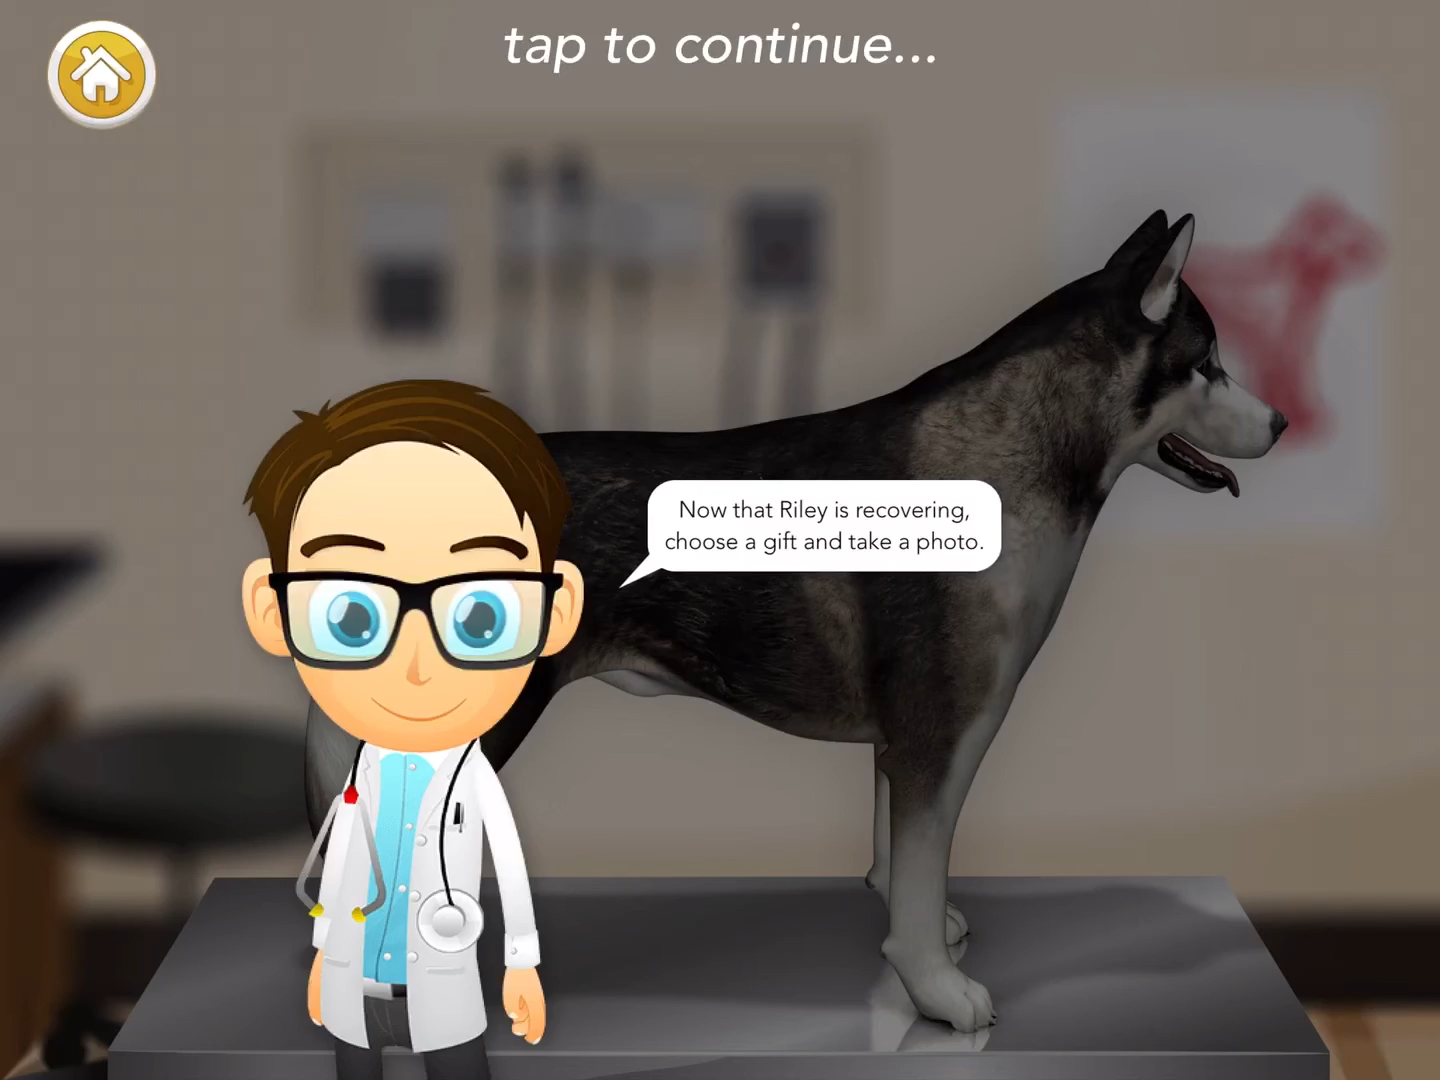 tap to continue...
Now that Riley is recovering,
choose a gift and take a photo.